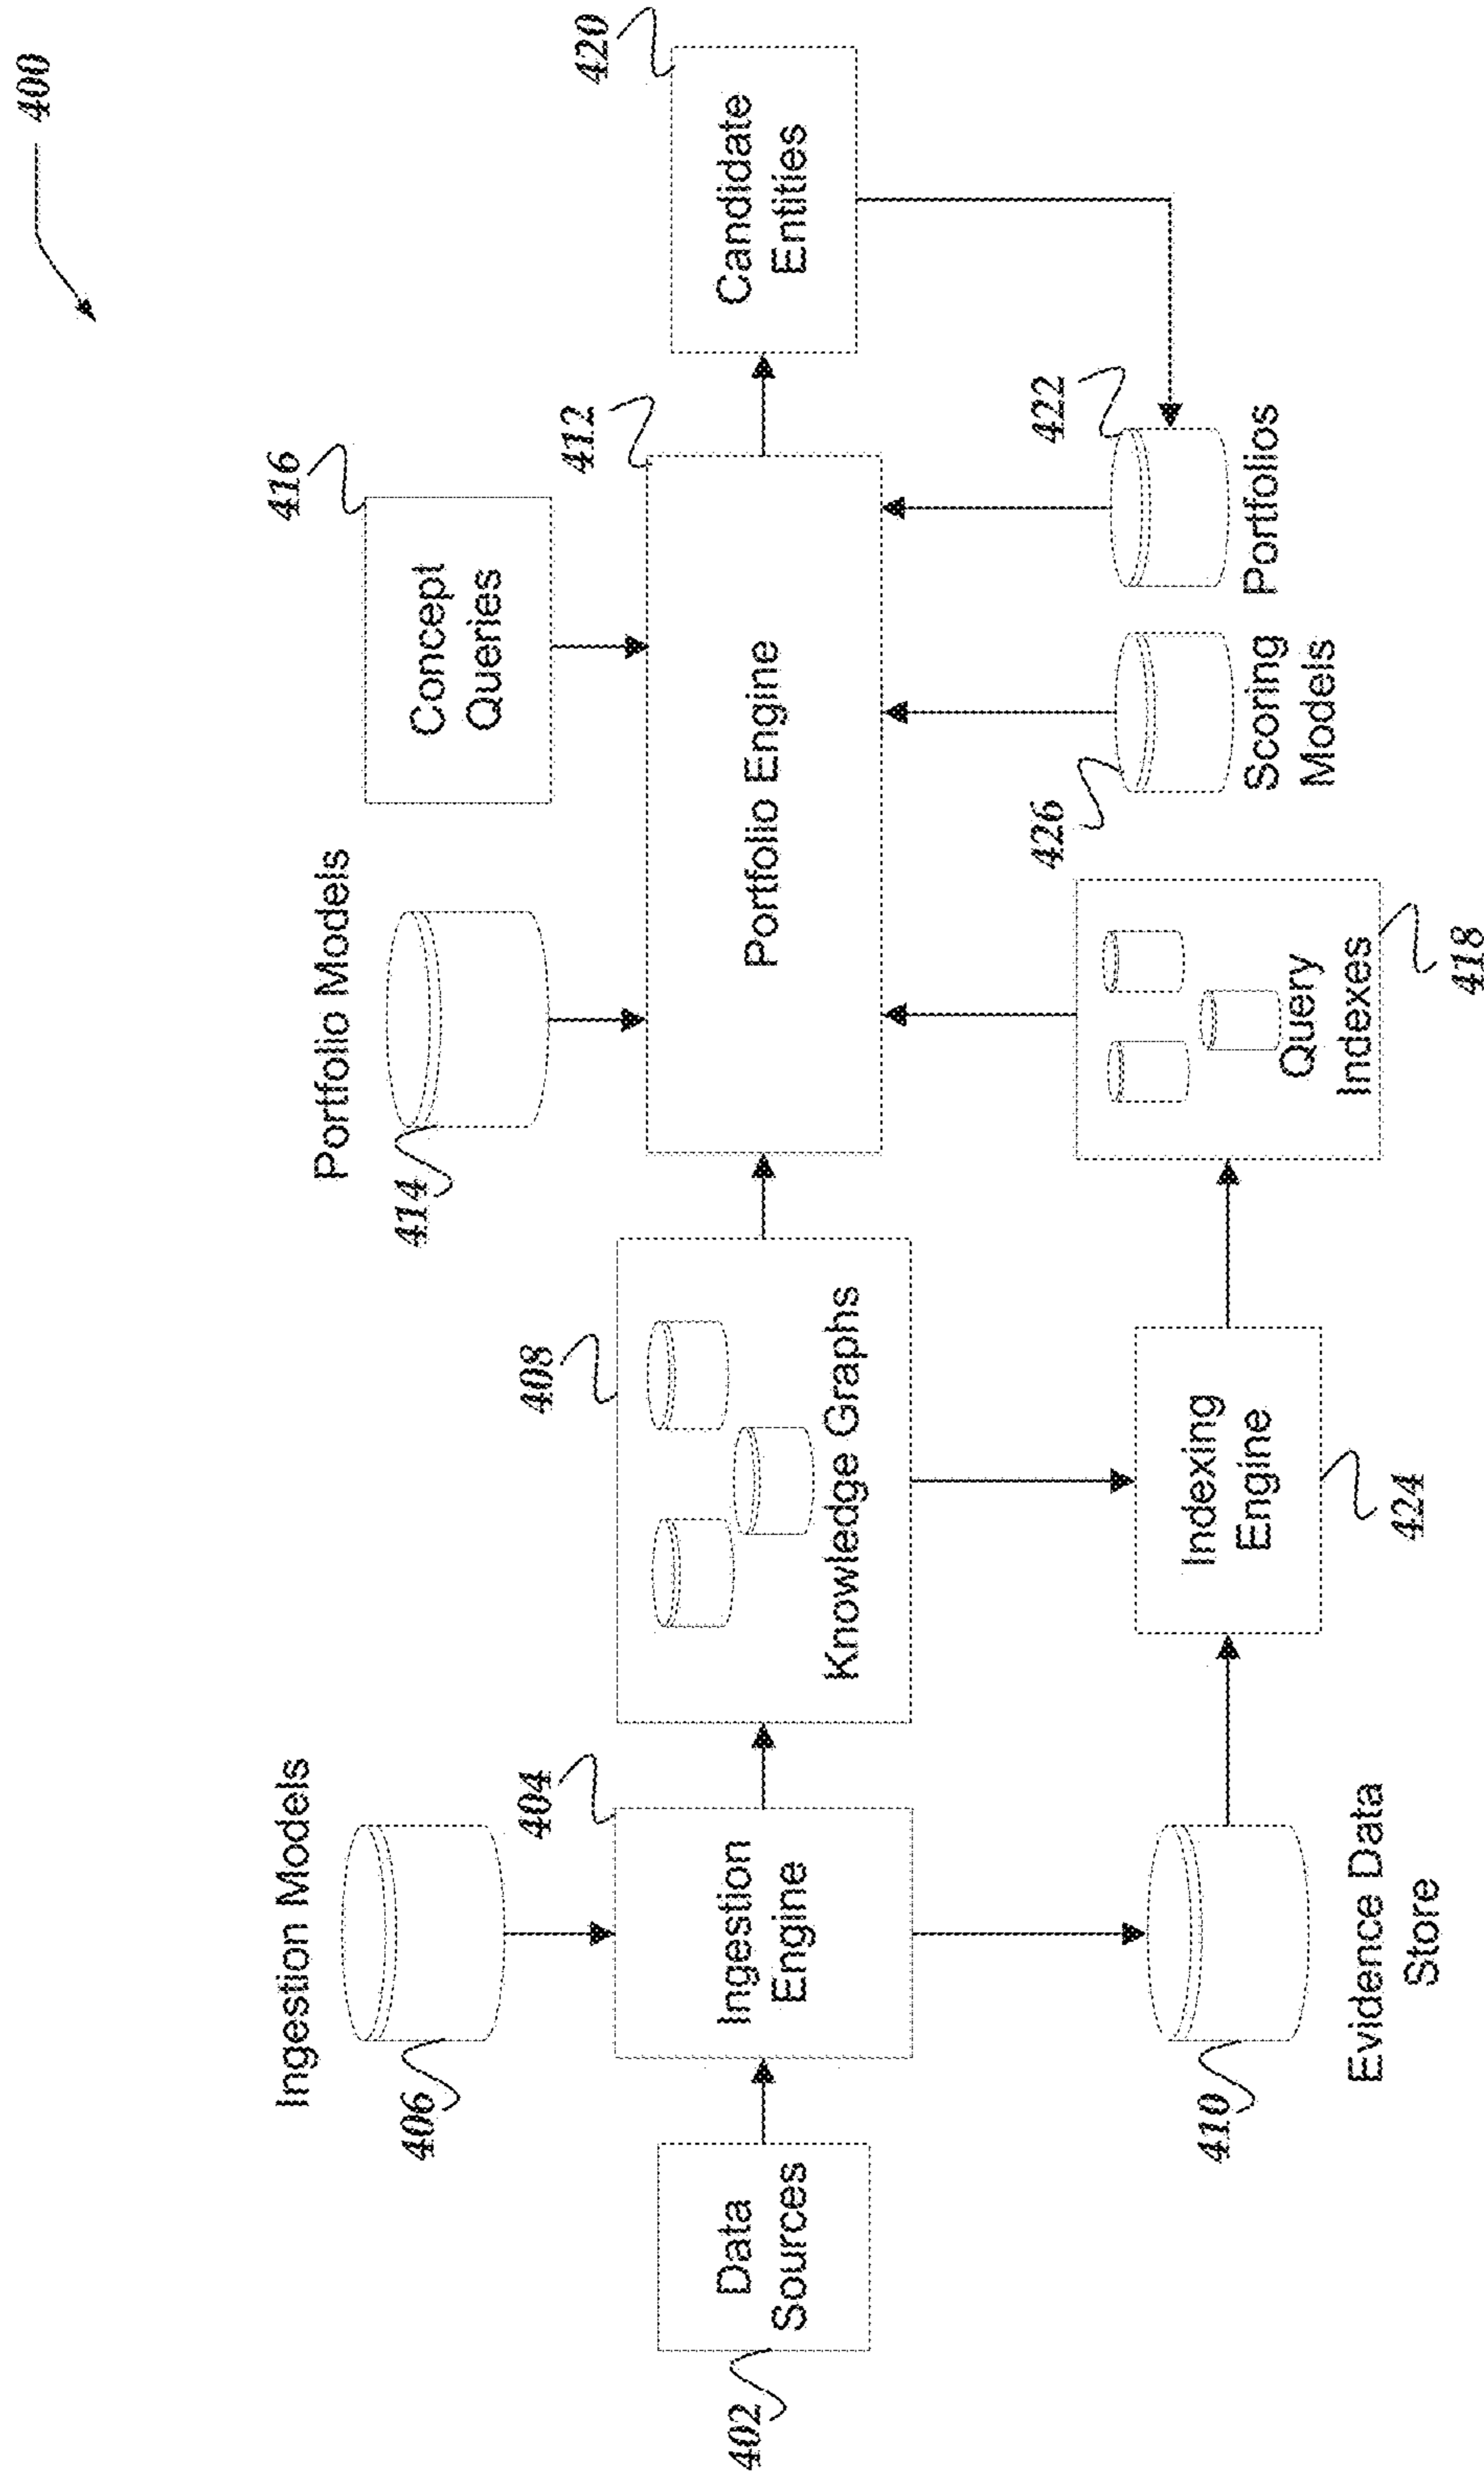 400
Ingestion Models
406
Portfolio Models
414
416
Concept
Queries
402
Data
Sources
404
Ingestion
Engine
408
Knowledge Graphs
412
Portfolio Engine
420
Candidate
Entities
410
Evidence Data
Store
Indexing
Engine
424
Query
Indexes
418
426
Scoring
Models
422
Portfolios